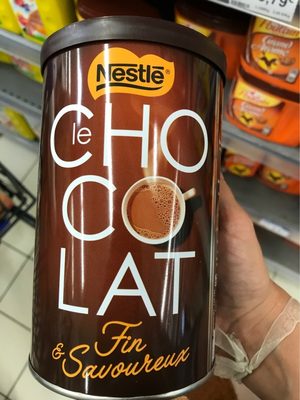 Nestlé®
le
CHO
CO
LAT
Fin
& Savoureux